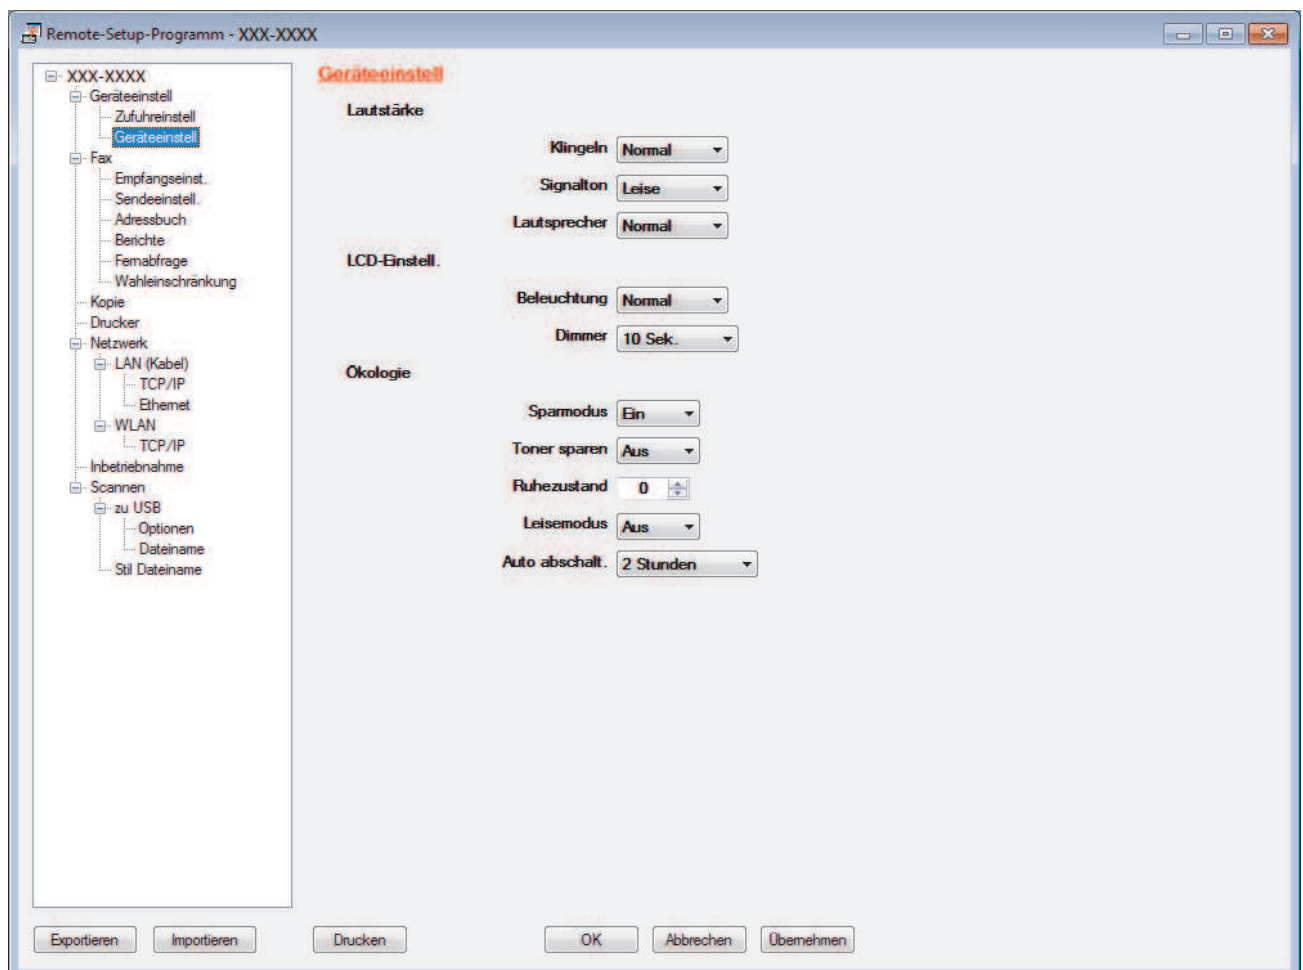 Remote-Setup-Programm - XXX-XXXX
XXX-XXXX
Geräteeinstell
Zufuhreinstell
Geräteeinstell
Fax
Empfangseinst.
Sendeeinstell.
Adressbuch
Berichte
Fernabfrage
Wahleinschränkung
Kopie
Drucker
Netzwerk
LAN (Kabel)
TCP/IP
Ethernet
WLAN
TCP/IP
Inbetriebnahme
Scannen
zu USB
Optionen
Dateiname
Stil Dateiname
Geräteeinstell
Lautstärke
Klingeln Normal
Signalton Leise
Lautsprecher Normal
LCD-Einstell.
Beleuchtung Normal
Dimmer 10 Sek.
Ökologie
Sparmodus Ein
Toner sparen Aus
Ruhezustand 0
Leisemodus Aus
Auto abschalt. 2 Stunden
Exportieren Importieren Drucken OK Abbrechen Übernehmen